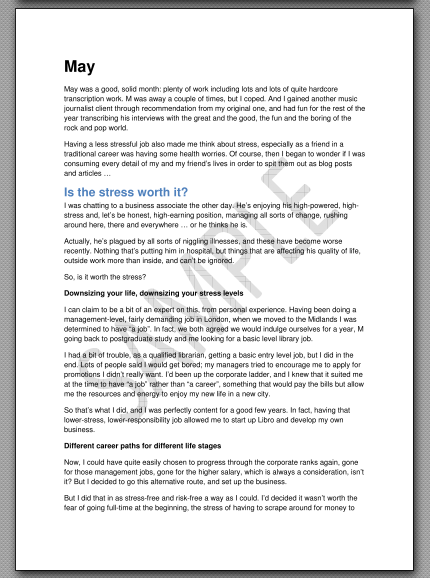 May
May was a good, solid month: plenty of work including lots and lots of quite hardcore
transcription work. M was away a couple of times, but I coped. And I gained another music
journalist client through recommendation from my original one, and had fun for the rest of the
year transcribing his interviews with the great and the good, the fun and the boring of the
rock and pop world.
Having a less stressful job also made me think about stress, especially as a friend in a
traditional career was having some health worries. Of course, then I began to wonder if I was
consuming every detail of my and my friend's lives in order to spit them out as blog posts
and articles …
Is the stress worth it?
I was chatting to a business associate the other day. He's enjoying his high-powered, high-
stress and, let's be honest, high-earning position, managing all sorts of change, rushing
around here, there and everywhere … or he thinks he is.
Actually, he's plagued by all sorts of niggling illnesses, and these have become worse
recently. Nothing that's putting him in hospital, but things that are affecting his quality of life,
outside work more than inside, and can't be ignored.
So, is it worth the stress?
Downsizing your life, downsizing your stress levels
I can claim to be a bit of an expert on this, from personal experience. Having been doing a
management-level, fairly demanding job in London, when we moved to the Midlands I was
determined to have “a job”. In fact, we both agreed we would indulge ourselves for a year, M
going back to postgraduate study and me looking for a basic level library job.
I had a bit of trouble, as a qualified librarian, getting a basic entry level job, but I did in the
end. Lots of people said I would get bored; my managers tried to encourage me to apply for
promotions I didn't really want. I'd been up the corporate ladder, and I knew that it suited me
at the time to have “a job” rather than “a career”, something that would pay the bills but allow
me the resources and energy to enjoy my new life in a new city.
So that's what I did, and I was perfectly content for a good few years. In fact, having that
lower-stress, lower-responsibility job allowed me to start up Libro and develop my own
business.
Different career paths for different life stages
Now, I could have quite easily chosen to progress through the corporate ranks again, gone
for those management jobs, gone for the higher salary, which is always a consideration, isn't
it? But I decided to go this alternative route, and set up the business.
But I did that in as stress-free and risk-free a way as I could. I'd decided it wasn't worth the
fear of going full-time at the beginning, the stress of having to scrape around for money to
SAMPLE